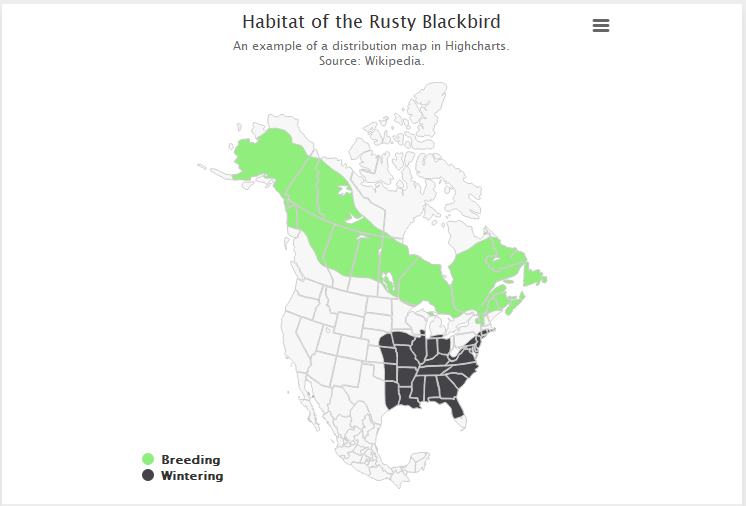 Habitat of the Rusty Blackbird
An example of a distribution map in Highcharts.
Source: Wikipedia.
Breeding
Wintering